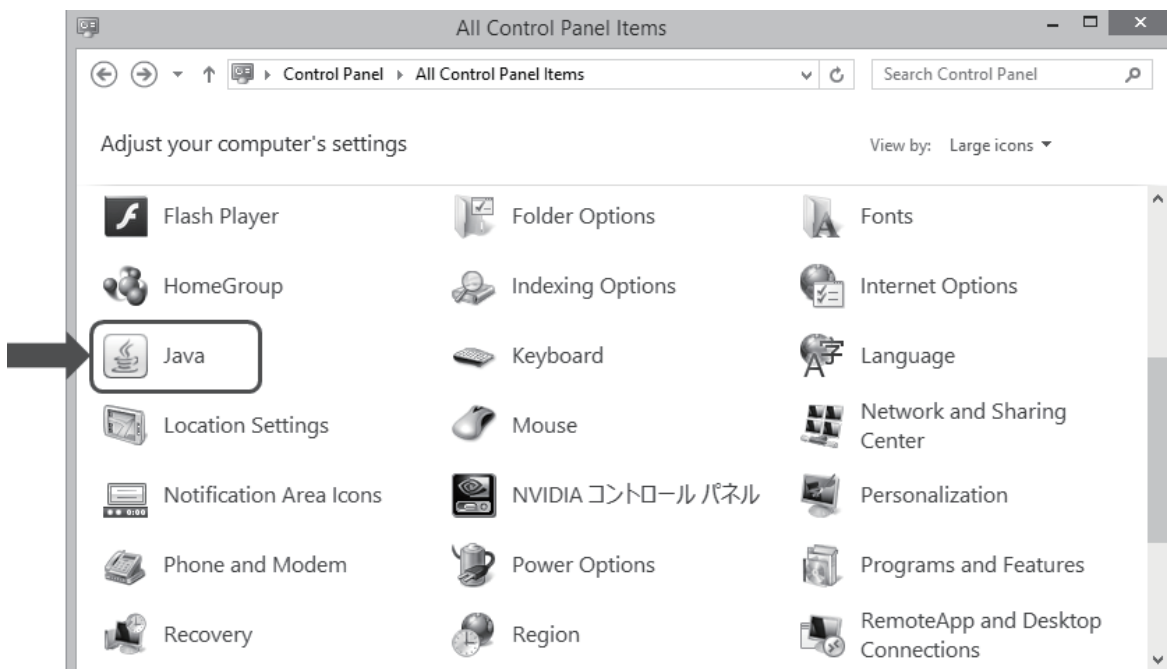 All Control Panel Items
Control Panel All Control Panel Items
Search Control Panel
Adjust your computer's settings
View by: Large icons
Flash Player
Folder Options
Fonts
HomeGroup
Indexing Options
Internet Options
Java
Keyboard
Language
Location Settings
Mouse
Network and Sharing
Center
Notification Area Icons
NVIDIA コントロール パネル
Personalization
Phone and Modem
Power Options
Programs and Features
Recovery
Region
RemoteApp and Desktop
Connections